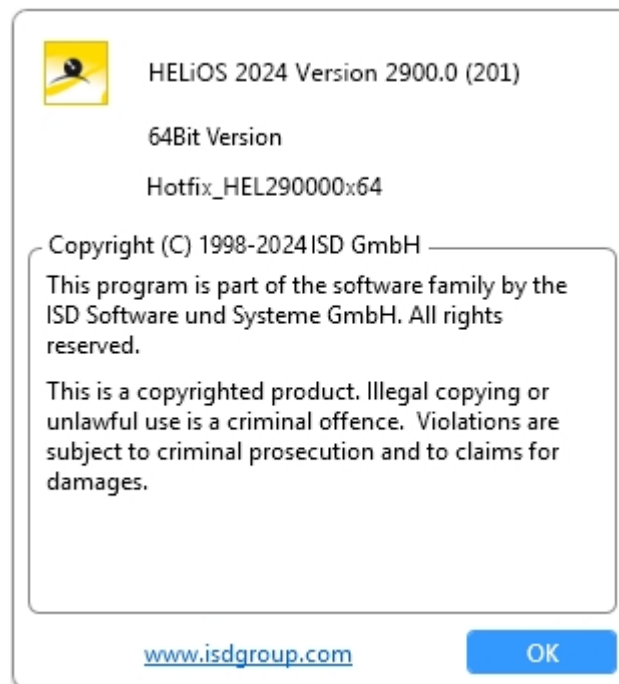 HELiOS 2024 Version 2900.0 (201)
64Bit Version
Hotfix_HEL290000x64
Copyright (C) 1998-2024 ISD GmbH
This program is part of the software family by the
ISD Software und Systeme GmbH. All rights
reserved.
This is a copyrighted product. Illegal copying or
unlawful use is a criminal offence.  Violations are
subject to criminal prosecution and to claims for
damages.
www.isdgroup.com
OK